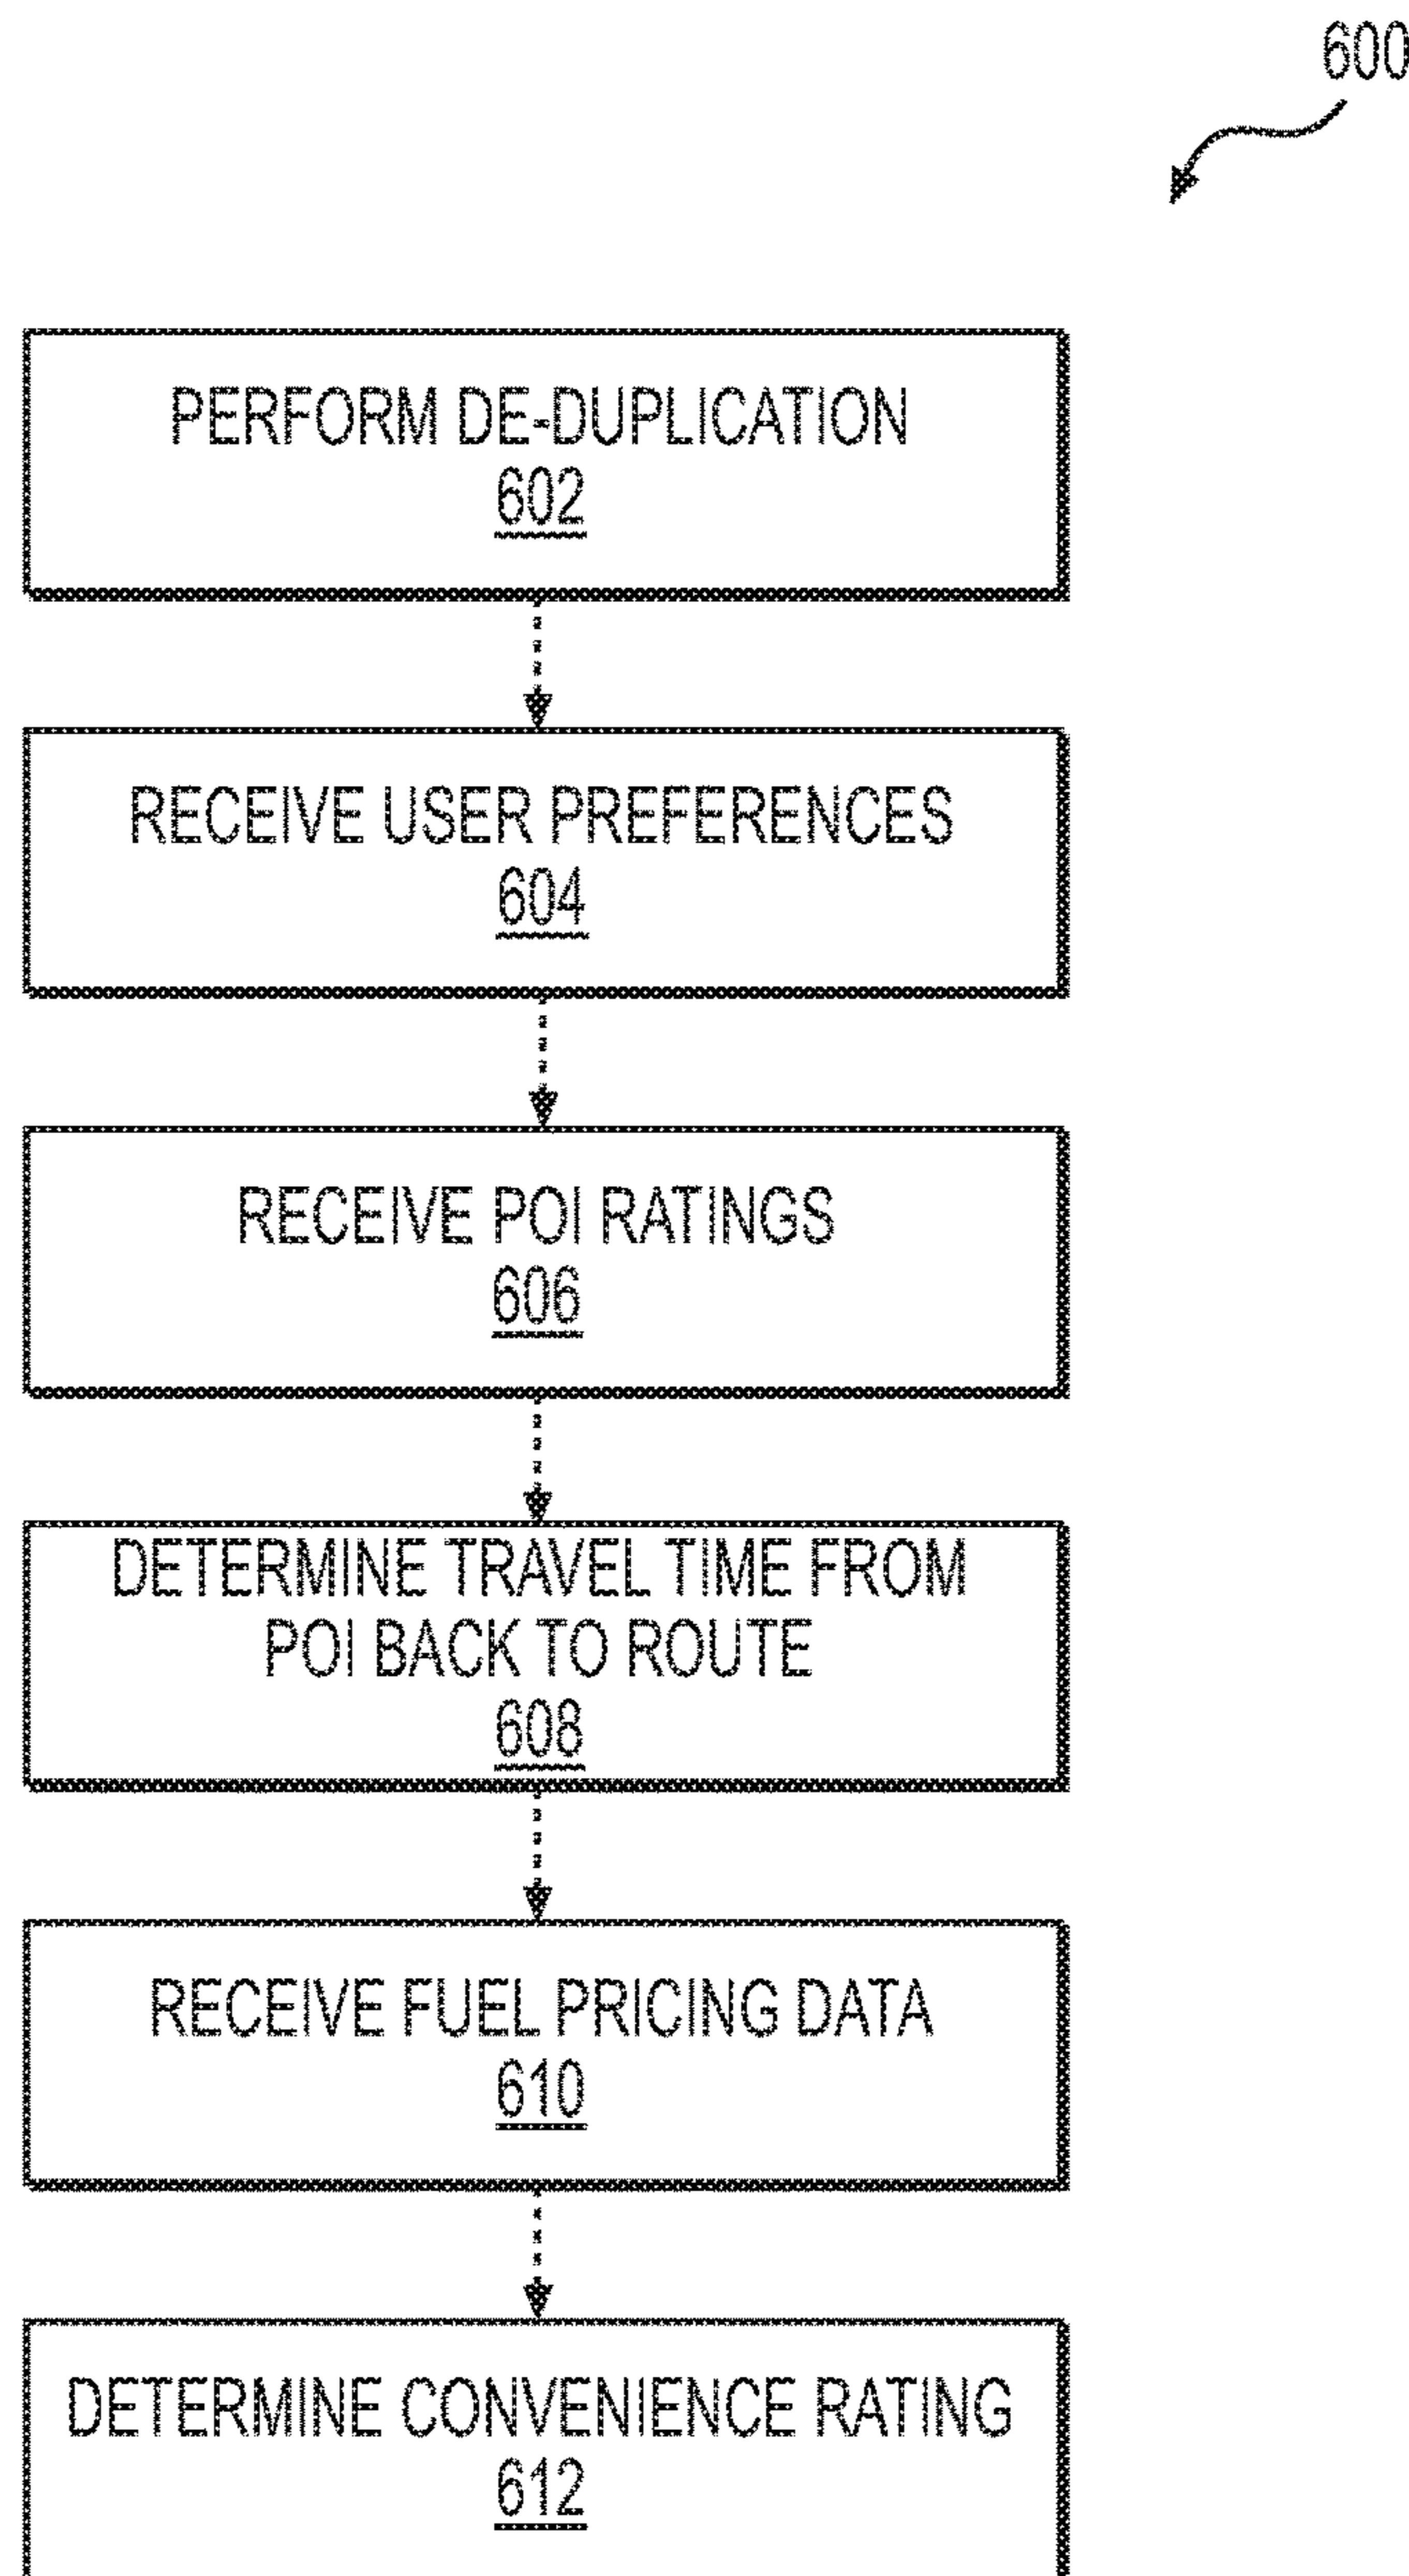 600
PERFORM DE-DUPLICATION
602
RECEIVE USER PREFERENCES
604
RECEIVE POI RATINGS
606
DETERMINE TRAVEL TIME FROM
POI BACK TO ROUTE
608
RECEIVE FUEL PRICING DATA
610
DETERMINE CONVENIENCE RATING
612